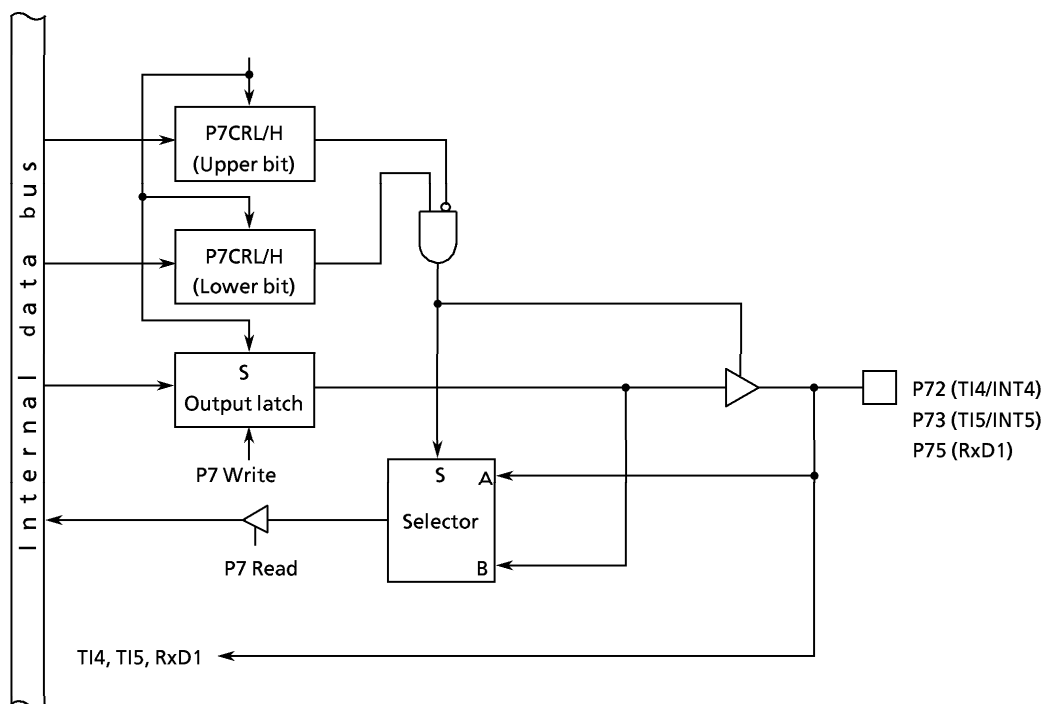 Internal data bus
P7CRL/H
(Upper bit)
P7CRL/H
(Lower bit)
S
Output latch
P7 Write
P72 (TI4/INT4)
P73 (TI5/INT5)
P75 (RxD1)
S
A
Selector
B
P7 Read
TI4, TI5, RxD1